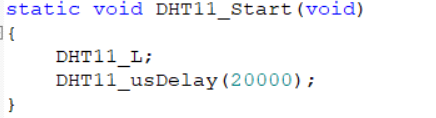 static void DHT11_Start(void)
{
    DHT11_L;
    DHT11_usDelay(20000);
}